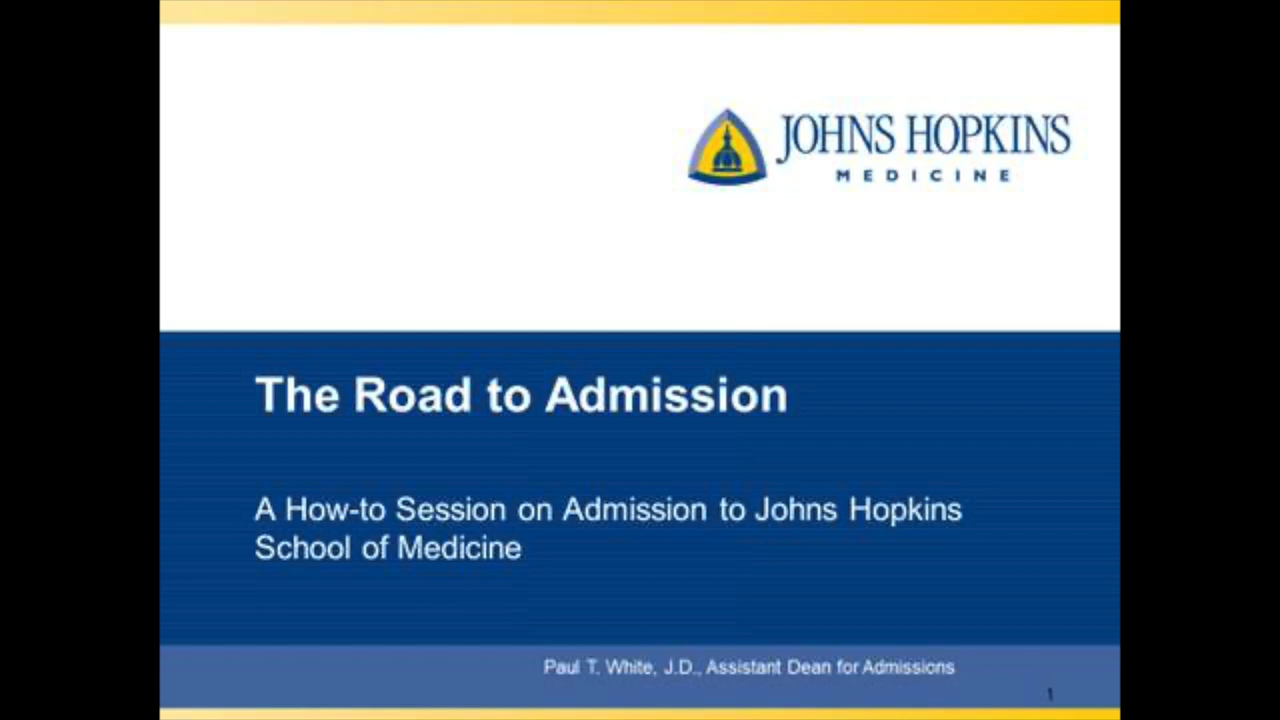 JOHNS HOPKINS
MEDICINE
The Road to Admission
A How-to Session on Admission to Johns Hopkins
School of Medicine
Paul T. White, J.D., Assistant Dean for Admissions
1